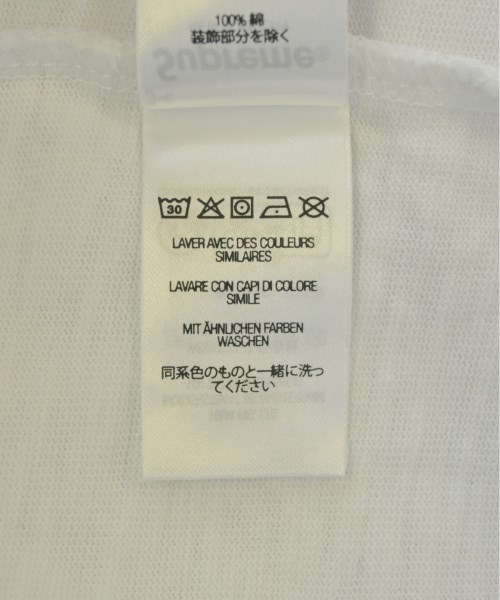 100% 綿
装飾部分を除く
Supreme
30
LAVER AVEC DES COULEURS
SIMILAIRES
LAVARE CON CAPI DI COLORE
SIMILE
MIT ÄHNLICHEN FARBEN
WASCHEN
同系色のものと一緒に洗っ
てください